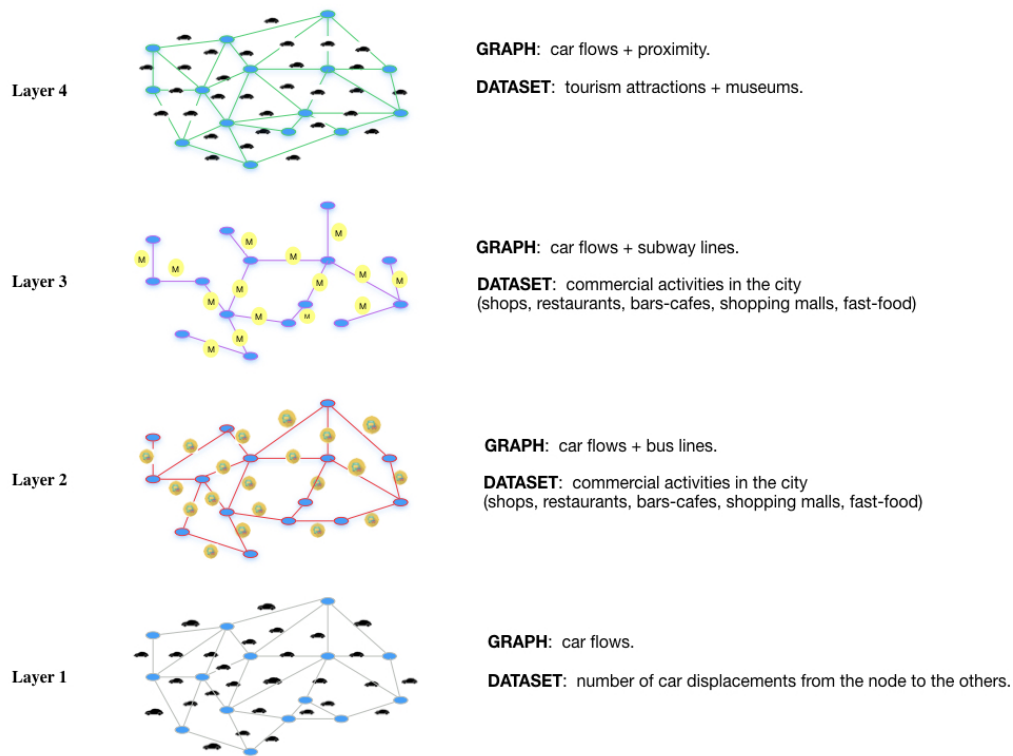 Layer 4
GRAPH: car flows + proximity.
DATASET: tourism attractions + museums.
Layer 3
M
M
M
M
M
M
M
M
M
M
M
M
M
M
GRAPH: car flows + subway lines.
DATASET: commercial activities in the city
(shops, restaurants, bars-cafes, shopping malls, fast-food)
Layer 2
GRAPH: car flows + bus lines.
DATASET: commercial activities in the city
(shops, restaurants, bars-cafes, shopping malls, fast-food)
Layer 1
GRAPH: car flows.
DATASET: number of car displacements from the node to the others.